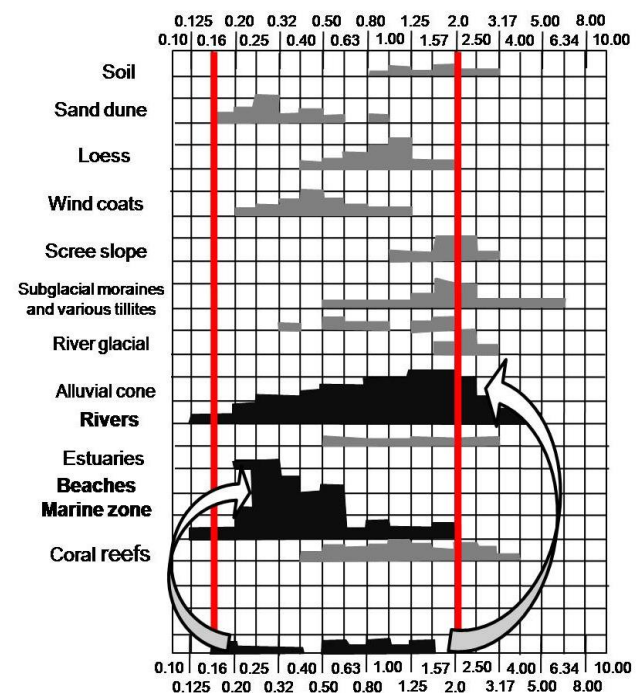 0.125 0.20 0.32 0.50 0.80 1.25 2.0 3.17 5.00 8.00
0.10 0.16 0.25 0.40 0.63 1.00 1.57 2.50 4.00 6.34 10.00
Soil
Sand dune
Loess
Wind coats
Scree slope
Subglacial moraines
and various tillites
River glacial
Alluvial cone
Rivers
Estuaries
Beaches
Marine zone
Coral reefs
0.10 0.16 0.25 0.40 0.63 1.00 1.57 2.50 4.00 6.34 10.00
0.125 0.20 0.32 0.50 0.80 1.25 2.0 3.17 5.00 8.00